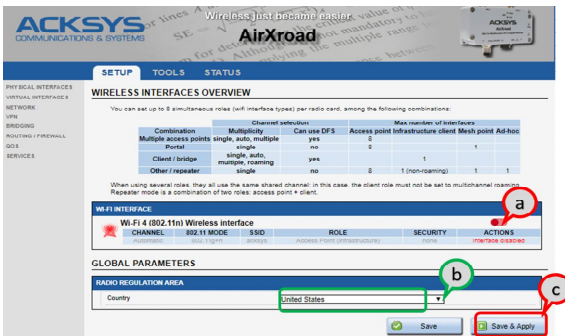 ACKSYS
COMMUNICATIONS & SYSTEMS
Wireless just became easier
AirXroad
ACKSYS
AirXroad
SETUP TOOLS STATUS
PHYSICAL INTERFACES
VIRTUAL INTERFACES
NETWORK
VPN
BRIDGING
ROUTING / FIREWALL
QOS
SERVICES
WIRELESS INTERFACES OVERVIEW
You can set up to 8 simultaneous roles (wifi interface types) per radio card, among the following combinations:
Channel selection Max number of interfaces
Combination Multiplicity Can use DFS Access point Infrastructure client Mesh point Ad-hoc
Multiple access points single, auto, multiple yes 8
Portal single no 8 1
Client / bridge single, auto, multiple, roaming yes 1
Other / repeater single no 8 1 (non-roaming) 1 1
When using several roles, they all use the same shared channel; in this case, the client role must not be set to multichannel roaming.
Repeater mode is a combination of two roles: access point + client.
WI-FI INTERFACE
Wi-Fi 4 (802.11n) Wireless interface
CHANNEL 802.11 MODE SSID ROLE SECURITY ACTIONS
Automatic 802.11g+n acksys Access Point (infrastructure) none Interface disabled
a
GLOBAL PARAMETERS
b
RADIO REGULATION AREA
c
Country United States
Save Save & Apply